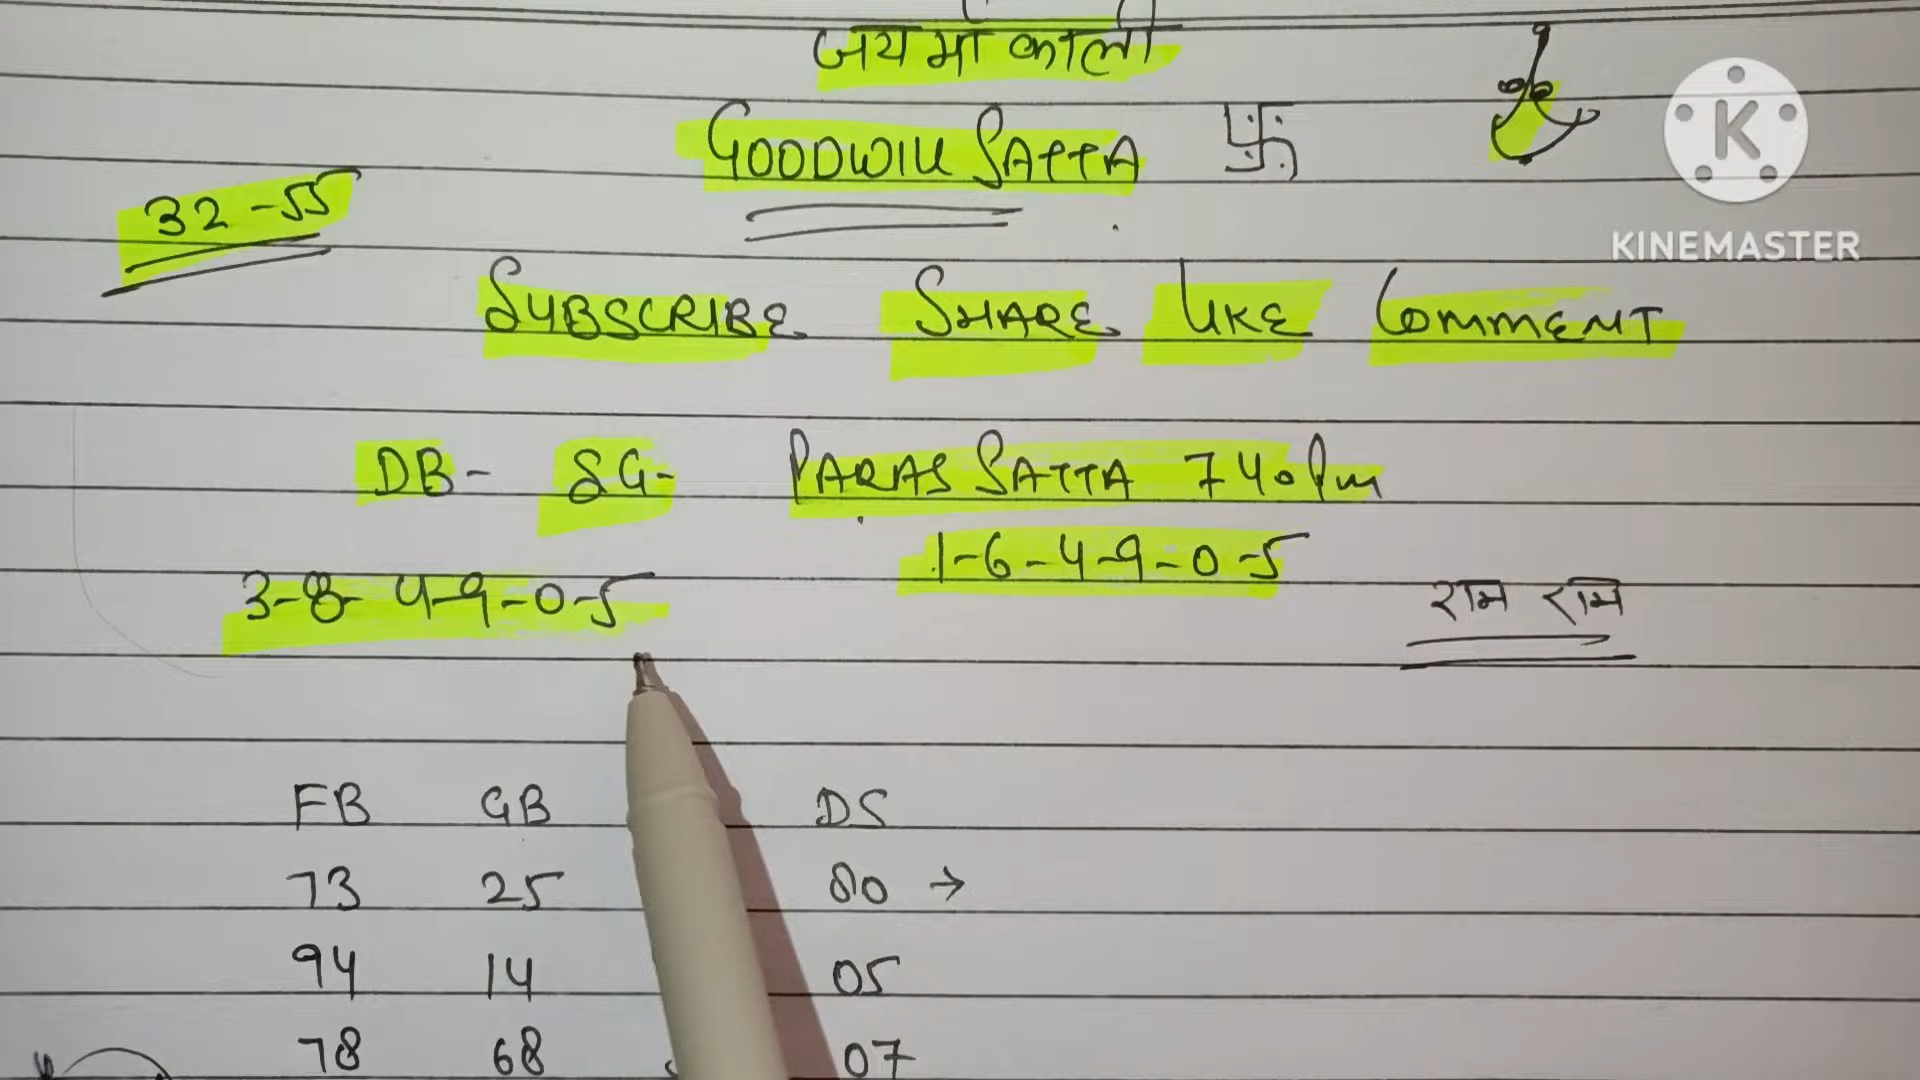 जय माँ काली
GOODWILL SATTA
32-55
KINEMASTER
SUBSCRIBE SHARE LIKE COMMENT
DB- SG- PARAS SATTA 740Pm
1-6-4-9-0-5
3-8-4-9-0-5
राम राम
FB GB DS
73 25 80 →
94 14 05
78 68 07